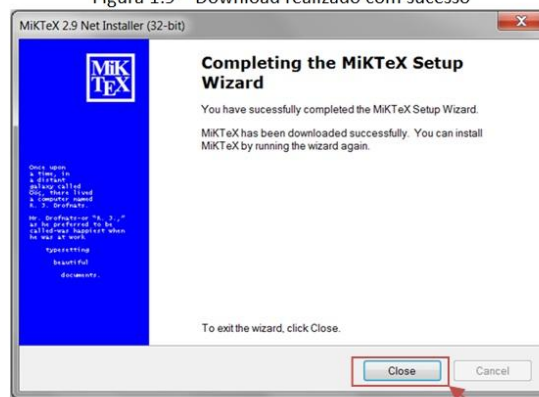 Figura 1.9 – Download realizado com sucesso
MiKTeX 2.9 Net Installer (32-bit)
MiK
TEX
Completing the MiKTeX Setup
Wizard
You have sucessfully completed the MiKTeX Setup Wizard.
MiKTeX has been downloaded successfully. You can install
MiKTeX by running the wizard again.
Once upon
a time, in
a distant
galaxy called
Ööç, there lived
a computer named
R. J. Drofnats.
Mr. Drofnats—or “R. J.,”
as he preferred to be
called—was happiest when
he was at work
typesetting
beautiful
documents.
To exit the wizard, click Close.
Close
Cancel